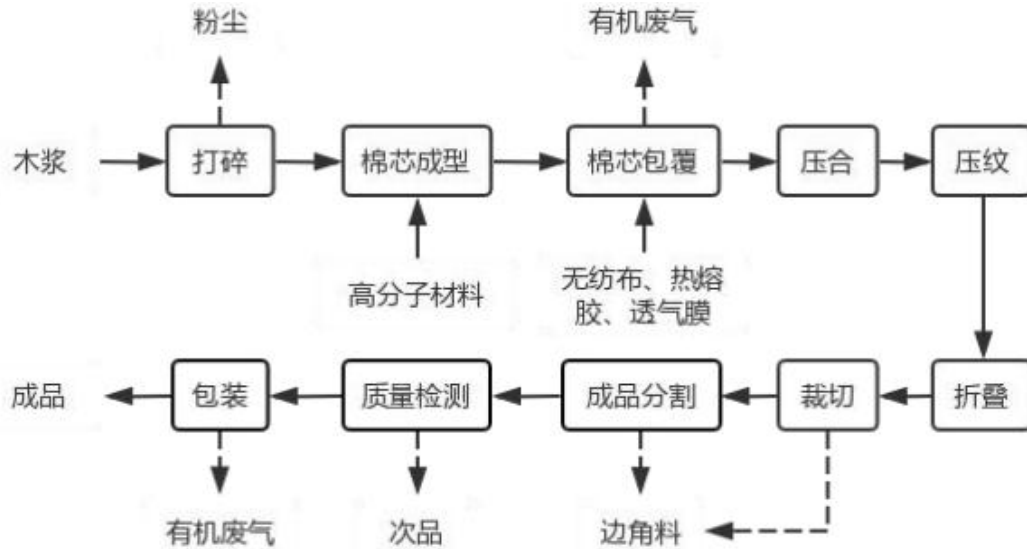 粉尘
有机废气
木浆
打碎
棉芯成型
棉芯包覆
压合
压纹
高分子材料
无纺布、热熔
胶、透气膜
成品
包装
质量检测
成品分割
裁切
折叠
有机废气
次品
边角料